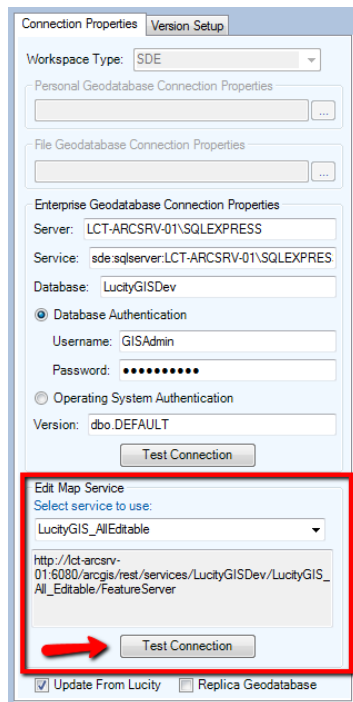 Connection Properties Version Setup
Workspace Type: SDE
Personal Geodatabase Connection Properties
...
File Geodatabase Connection Properties
...
Enterprise Geodatabase Connection Properties
Server: LCT-ARCSRV-01\SQLEXPRESS
Service: sde:sqlserver:LCT-ARCSRV-01\SQLEXPRES
Database: LucityGISDev
Database Authentication
Username: GISAdmin
Password: ●●●●●●●●●●
Operating System Authentication
Version: dbo.DEFAULT
Test Connection
Edit Map Service
Select service to use:
LucityGIS_AllEditable
http://lct-arcsrv-
01:6080/arcgis/rest/services/LucityGISDev/LucityGIS_
All_Editable/FeatureServer
Test Connection
Update From Lucity Replica Geodatabase